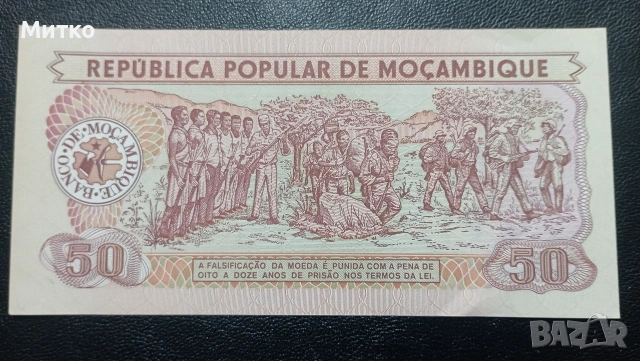 Митко
REPÚBLICA POPULAR DE MOÇAMBIQUE
BANCO·DE·MOÇAMBIQUE
50
50
A FALSIFICAÇÃO DA MOEDA É PUNIDA COM A PENA DE
OITO A DOZE ANOS DE PRISÃO NOS TERMOS DA LEI.
BAZAR